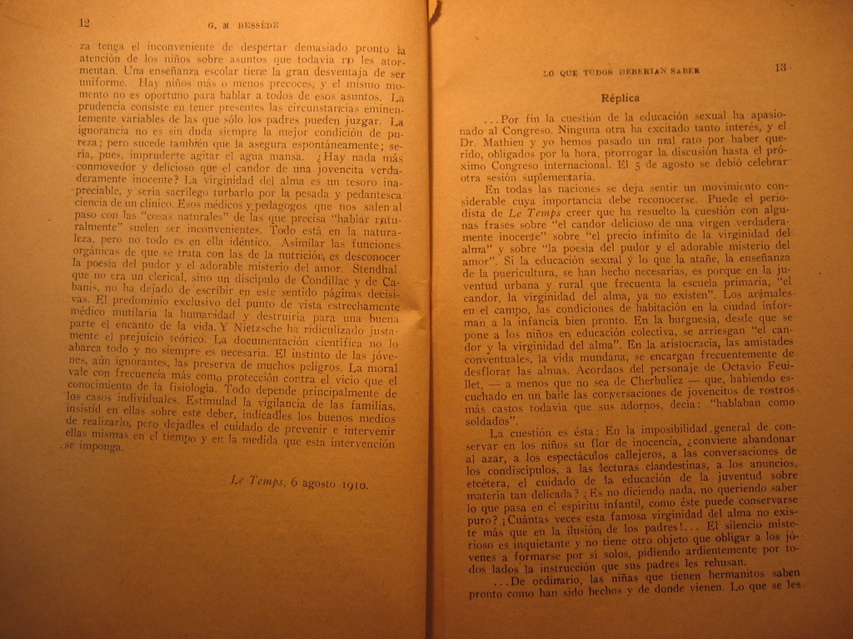 12
G. M. BESSÈDE
za tenga el inconveniente de despertar demasiado pronto la
atención de los niños sobre asuntos que todavía no les ator-
mentan. Una enseñanza escolar tiene la gran desventaja de ser
uniforme. Hay niños más o menos precoces, y el mismo mo-
mento no es oportuno para hablar a todos de esos asuntos. La
prudencia consiste en tener presentes las circunstancias eminen-
temente variables de las que sólo los padres pueden juzgar. La
ignorancia no es sin duda siempre la mejor condición de pu-
reza; pero sucede también que la asegura espontáneamente; se-
ría, pues, imprudente agitar el agua mansa. ¿Hay nada más
conmovedor y delicioso que el candor de una jovencita verda-
deramente inocente? La virginidad del alma es un tesoro ina-
preciable, y sería sacrílego turbarlo por la pesada y pedantesca
ciencia de un clínico. Esos médicos y pedagogos que nos salen al
paso con las "cosas naturales" de las que precisa "hablar natu-
ralmente" suelen ser inconvenientes. Todo está en la natura-
leza, pero no todo es en ella idéntico. Asimilar las funciones
orgánicas de que se trata con las de la nutrición, es desconocer
la poesía del pudor y el adorable misterio del amor. Stendhal
que no era un clerical, sino un discípulo de Condillac y de Ca-
banis, no ha dejado de escribir en este sentido páginas decisi-
vas. El predominio exclusivo del punto de vista estrechamente
médico mutilaría la humanidad y destruiría para una buena
parte el encanto de la vida. Y Nietzsche ha ridiculizado justa-
mente el prejuicio teórico. La documentación científica no lo
abarca todo y no siempre es necesaria. El instinto de las jóve-
nes, aún ignorantes, las preserva de muchos peligros. La moral
vale con frecuencia más como protección contra el vicio que el
conocimiento de la fisiología. Todo depende principalmente de
los casos individuales. Estimulad la vigilancia de las familias,
insistid en ellas sobre este deber, indicadles los buenos medios
de realizarlo, pero dejadles el cuidado de prevenir e intervenir
ellas mismas en el tiempo y en la medida que esta intervención
se imponga.
Le Temps, 6 agosto 1910.
LO QUE TODOS DEBERIAN SABER
13
Réplica
...Por fin la cuestión de la educación sexual ha apasio-
nado al Congreso. Ninguna otra ha excitado tanto interés, y el
Dr. Mathieu y yo hemos pasado un mal rato por haber que-
rido, obligados por la hora, prorrogar la discusión hasta el pró-
ximo Congreso internacional. El 5 de agosto se debió celebrar
otra sesión suplementaria.
En todas las naciones se deja sentir un movimiento con-
siderable cuya importancia debe reconocerse. Puede el perio-
dista de Le Temps creer que ha resuelto la cuestión con algu-
nas frases sobre "el candor delicioso de una virgen verdadera-
mente inocente" sobre "el precio infinito de la virginidad del
alma" y sobre "la poesía del pudor y el adorable misterio del
amor". Si la educación sexual y lo que la atañe, la enseñanza
de la puericultura, se han hecho necesarias, es porque en la ju-
ventud urbana y rural que frecuenta la escuela primaria, "el
candor, la virginidad del alma, ya no existen". Los animales
en el campo, las condiciones de habitación en la ciudad infor-
man a la infancia bien pronto. En la burguesía, desde que se
pone a los niños en educación colectiva, se arriesgan "el can-
dor y la virginidad del alma". En la aristocracia, las amistades
conventuales, la vida mundana, se encargan frecuentemente de
desflorar las almas. Acordaos del personaje de Octavio Feui-
llet, — a menos que no sea de Cherbuliez — que, habiendo es-
cuchado en un baile las conversaciones de jovencitos de rostros
más castos todavía que sus adornos, decía: "hablaban como
soldados".
La cuestión es ésta: En la imposibilidad general de con-
servar en los niños su flor de inocencia, ¿conviene abandonar
al azar, a los espectáculos callejeros, a las conversaciones de
los condiscípulos, a las lecturas clandestinas, a los anuncios,
etcétera, el cuidado de la educación de la juventud sobre
materia tan delicada? ¿Es no diciendo nada, no queriendo saber
lo que pasa en el espíritu infantil, como éste puede conservarse
puro? ¡Cuántas veces esta famosa virginidad del alma no exis-
te más que en la ilusión de los padres!... El silencio miste-
rioso es inquietante y no tiene otro objeto que obligar a los jó-
venes a formarse por sí solos, pidiendo ardientemente por to-
dos lados la instrucción que sus padres les rehusan.
...De ordinario, las niñas que tienen hermanitos saben
pronto como han sido hechos y de donde vienen. Lo que se les